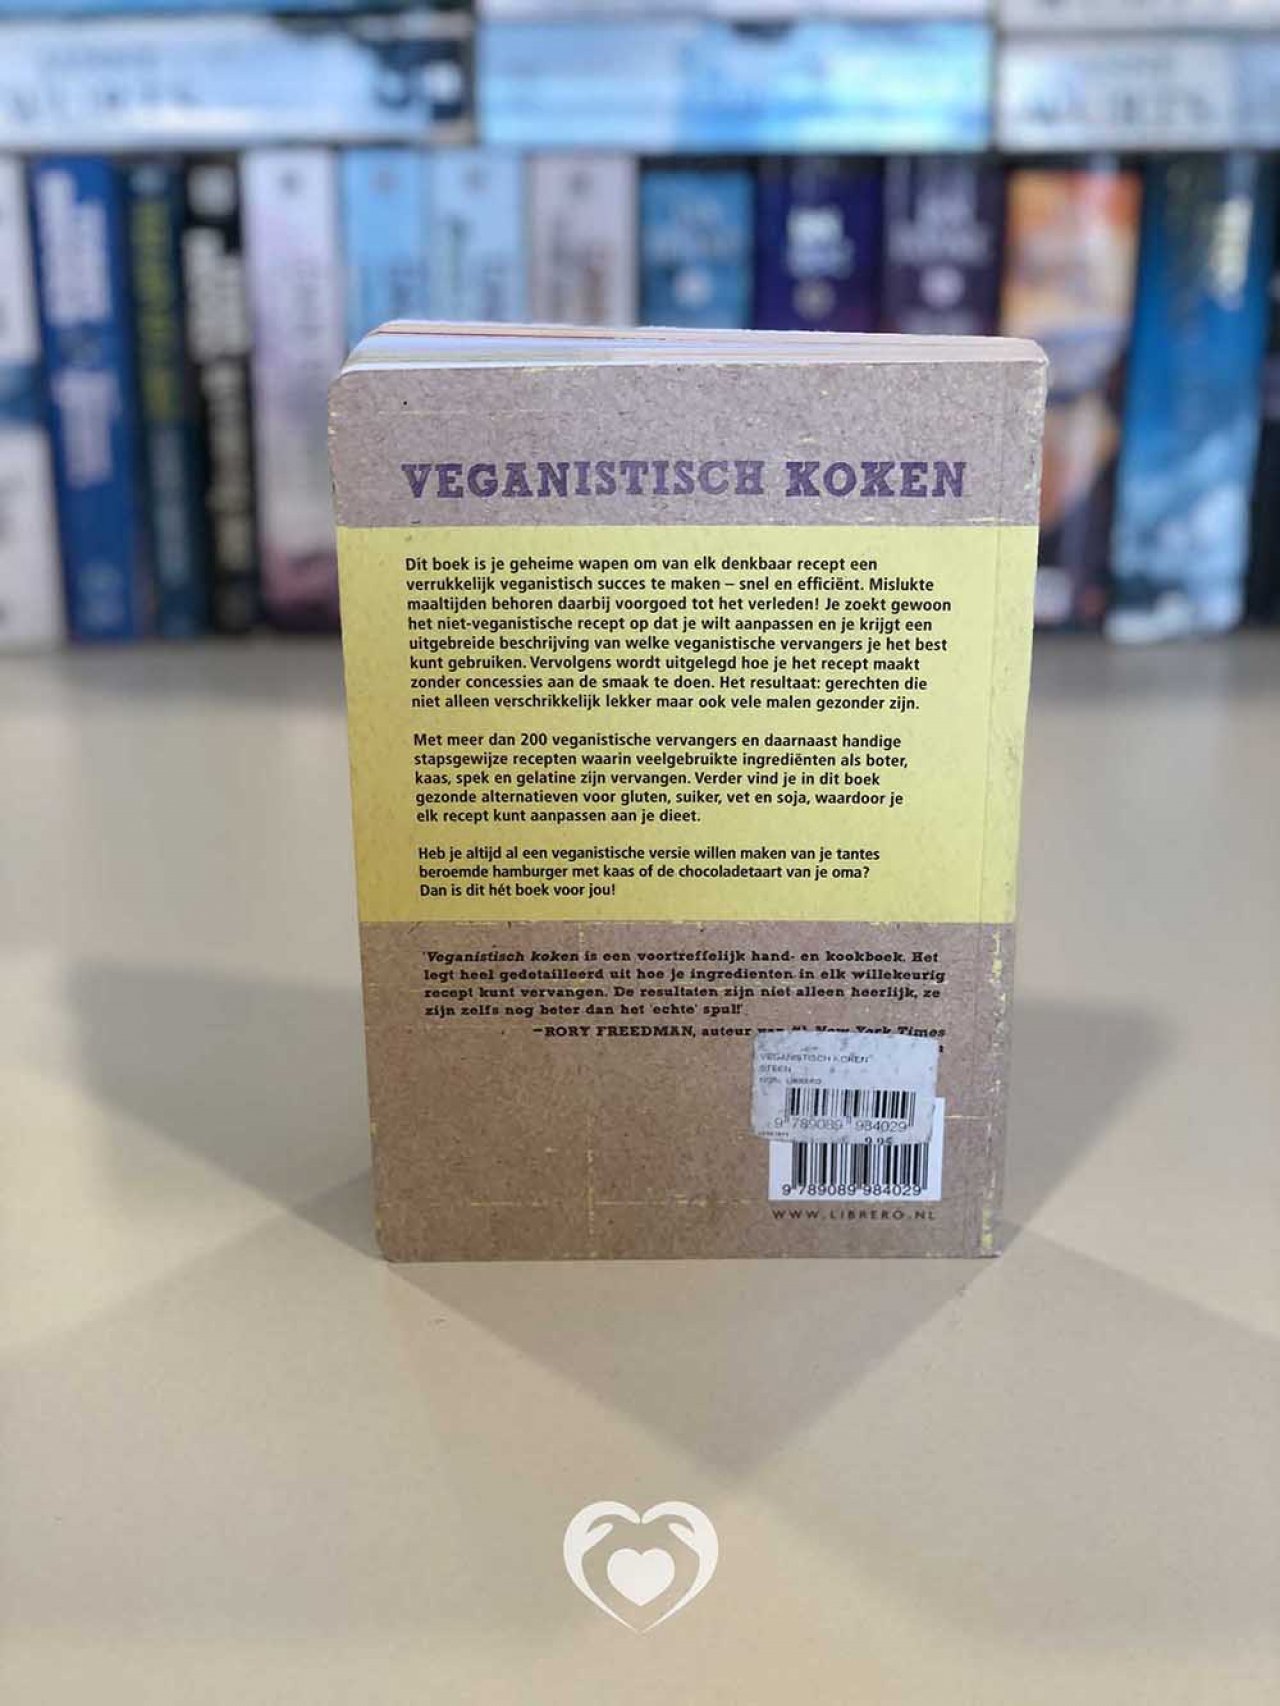 VEGANISTISCH KOKEN
Dit boek is je geheime wapen om van elk denkbaar recept een
verrukkelijk veganistisch succes te maken – snel en efficiënt. Mislukte
maaltijden behoren daarbij voorgoed tot het verleden! Je zoekt gewoon
het niet-veganistische recept op dat je wilt aanpassen en je krijgt een
uitgebreide beschrijving van welke veganistische vervangers je het best
kunt gebruiken. Vervolgens wordt uitgelegd hoe je het recept maakt
zonder concessies aan de smaak te doen. Het resultaat: gerechten die
niet alleen verschrikkelijk lekker maar ook vele malen gezonder zijn.
Met meer dan 200 veganistische vervangers en daarnaast handige
stapsgewijze recepten waarin veelgebruikte ingrediënten als boter,
kaas, spek en gelatine zijn vervangen. Verder vind je in dit boek
gezonde alternatieven voor gluten, suiker, vet en soja, waardoor je
elk recept kunt aanpassen aan je dieet.
Heb je altijd al een veganistische versie willen maken van je tantes
beroemde hamburger met kaas of de chocoladetaart van je oma?
Dan is dit hét boek voor jou!
'Veganistisch koken is een voortreffelijk hand- en kookboek. Het
legt heel gedetailleerd uit hoe je ingredienten in elk willekeurig
recept kunt vervangen. De resultaten zijn niet alleen heerlijk, ze
zijn zelfs nog beter dan het 'echte' spul!'
–RORY FREEDMAN, auteur van #1 New York Times
VEGANISTISCH KOKEN
STEEN
LIBRERO
9 789089 984029
9 789089 984029
WWW.LIBRERO.NL